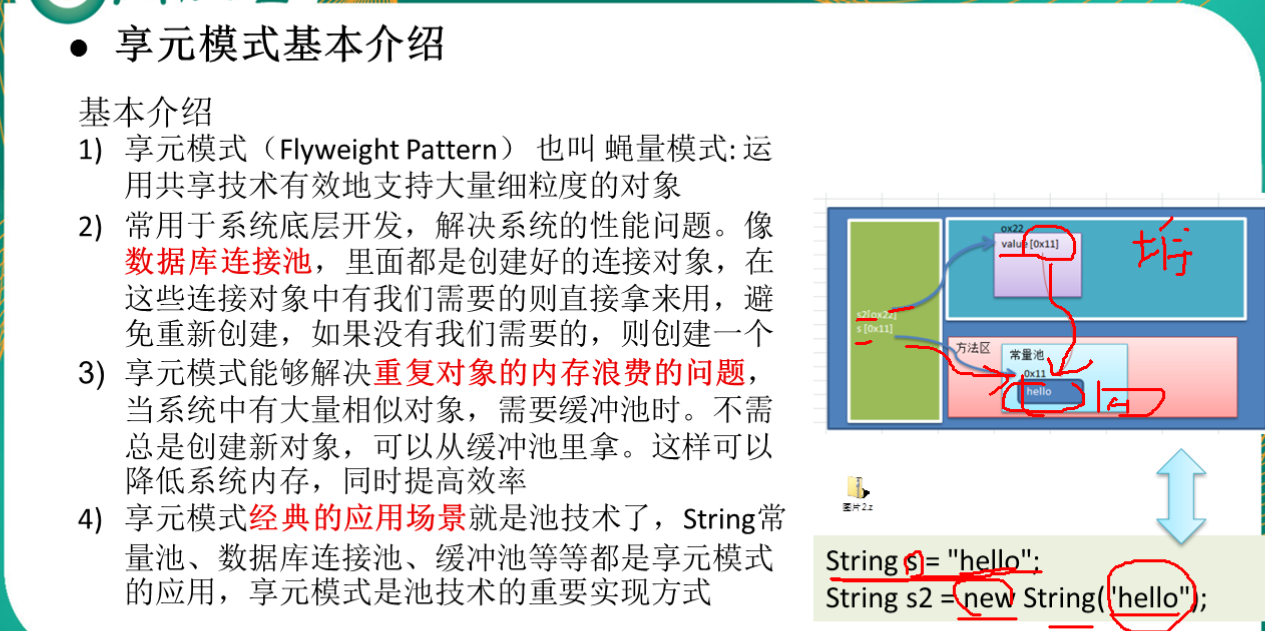 ● 享元模式基本介绍
基本介绍
1) 享元模式（Flyweight Pattern） 也叫 蝇量模式: 运
用共享技术有效地支持大量细粒度的对象
2) 常用于系统底层开发，解决系统的性能问题。像
数据库连接池，里面都是创建好的连接对象，在
这些连接对象中有我们需要的则直接拿来用，避
免重新创建，如果没有我们需要的，则创建一个
3) 享元模式能够解决重复对象的内存浪费的问题，
当系统中有大量相似对象，需要缓冲池时。不需
总是创建新对象，可以从缓冲池里拿。这样可以
降低系统内存，同时提高效率
4) 享元模式经典的应用场景就是池技术了，String常
量池、数据库连接池、缓冲池等等都是享元模式
的应用，享元模式是池技术的重要实现方式
ox22
value [0x11]
堆
s2[ox22]
s [0x11]
方法区
常量池
0x11
hello
图片2.z
String s = "hello";
String s2 = new String("hello");